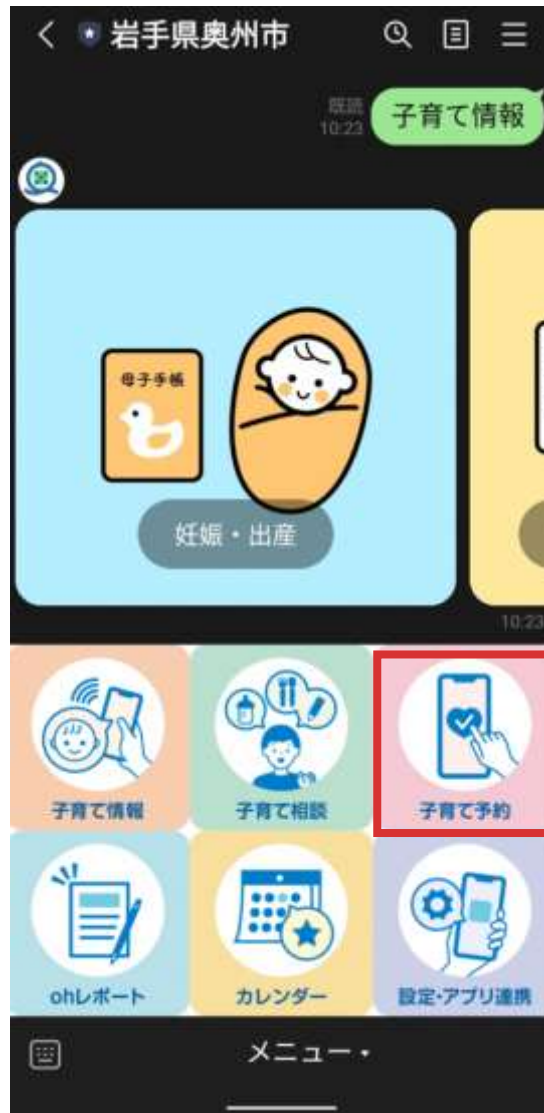 岩手県奥州市
既読
10:23
子育て情報
母子手帳
妊娠・出産
10:23
子育て情報
子育て相談
子育て予約
ohレポート
カレンダー
設定・アプリ連携
メニュー